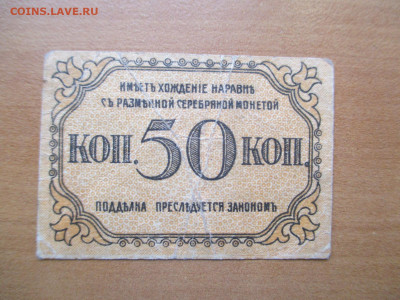 COINS.LAVE.RU
ИМѢЕТЪ ХОЖДЕНІЕ НАРАВНѢ
СЪ РАЗМѢННОЙ СЕРЕБРЯНОЙ МОНЕТОЙ
КОП. 50 КОП.
ПОДДѢЛКА ПРЕСЛѢДУЕТСЯ ЗАКОНОМЪ